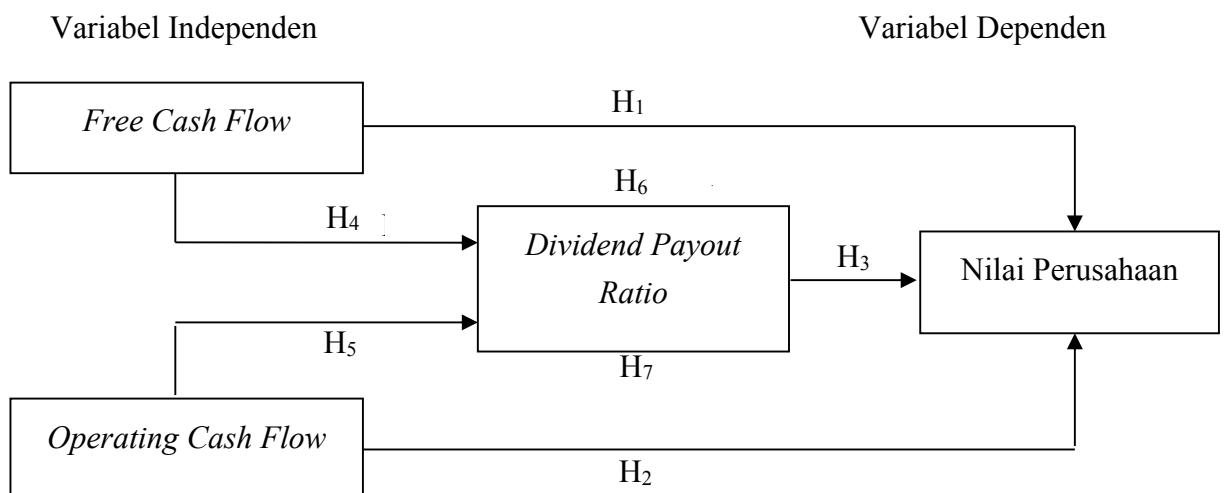 Variabel Independen
Variabel Dependen
Free Cash Flow
H₁
H₆
H₄
Dividend Payout
Ratio
H₃
Nilai Perusahaan
H₅
H₇
Operating Cash Flow
H₂